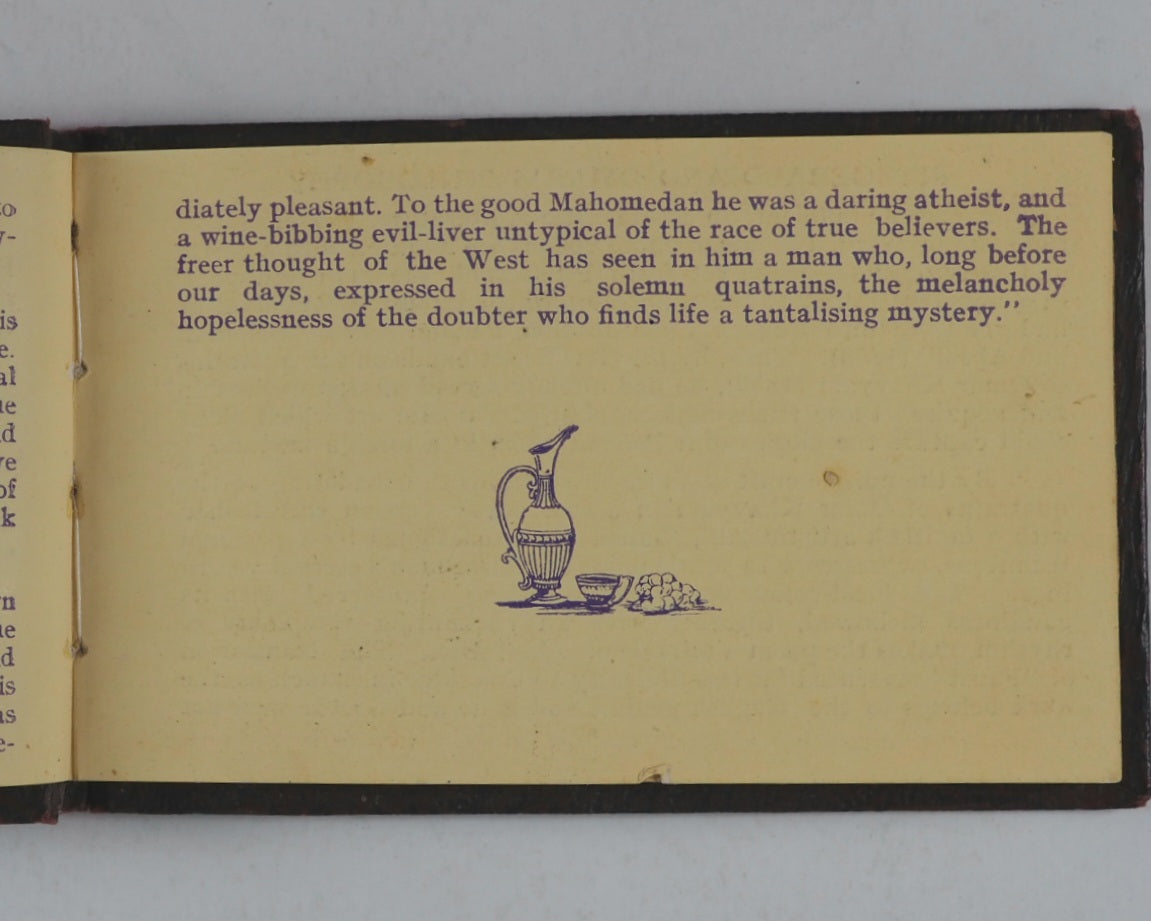 diately pleasant. To the good Mahomedan he was a daring atheist, and
a wine-bibbing evil-liver untypical of the race of true believers. The
freer thought of the West has seen in him a man who, long before
our days, expressed in his solemn quatrains, the melancholy
hopelessness of the doubter who finds life a tantalising mystery."